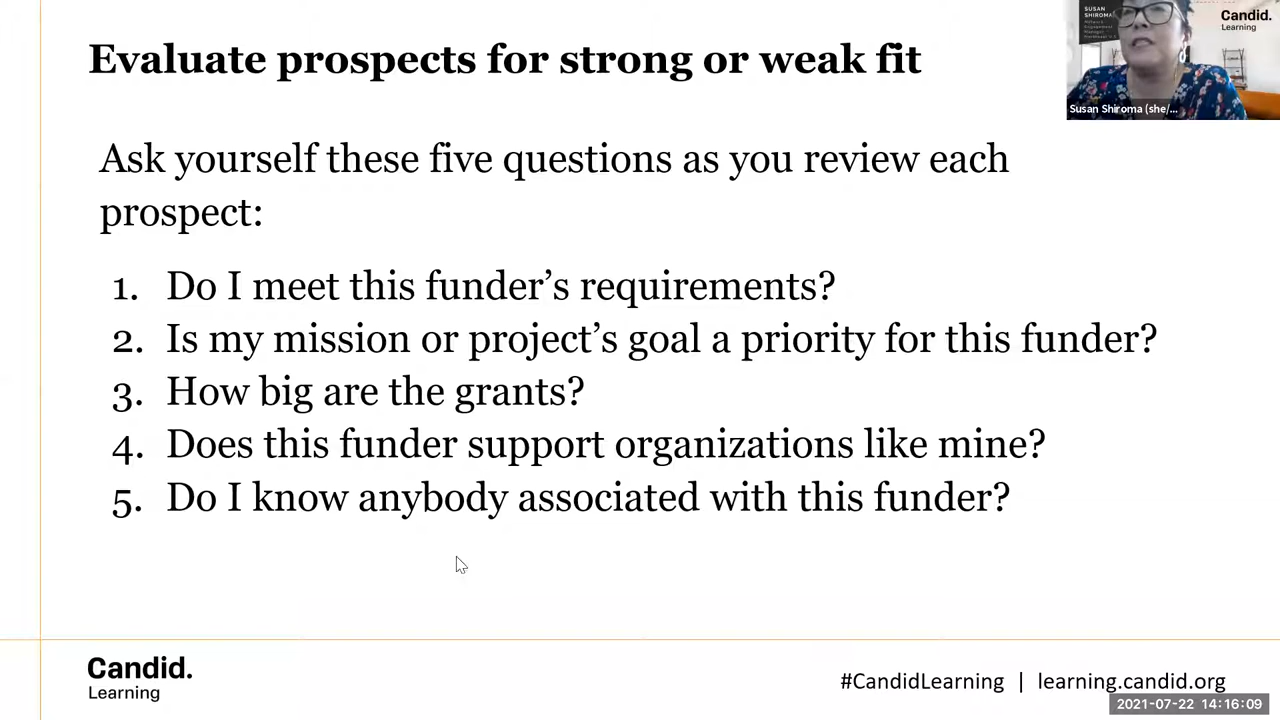 Evaluate prospects for strong or weak fit
SUSAN
SHIROMA
Candid.
Learning
Susan Shiroma (she/...
Ask yourself these five questions as you review each
prospect:
1. Do I meet this funder’s requirements?
2. Is my mission or project’s goal a priority for this funder?
3. How big are the grants?
4. Does this funder support organizations like mine?
5. Do I know anybody associated with this funder?
Candid.
Learning
#CandidLearning | learning.candid.org
2021-07-22 14:16:09